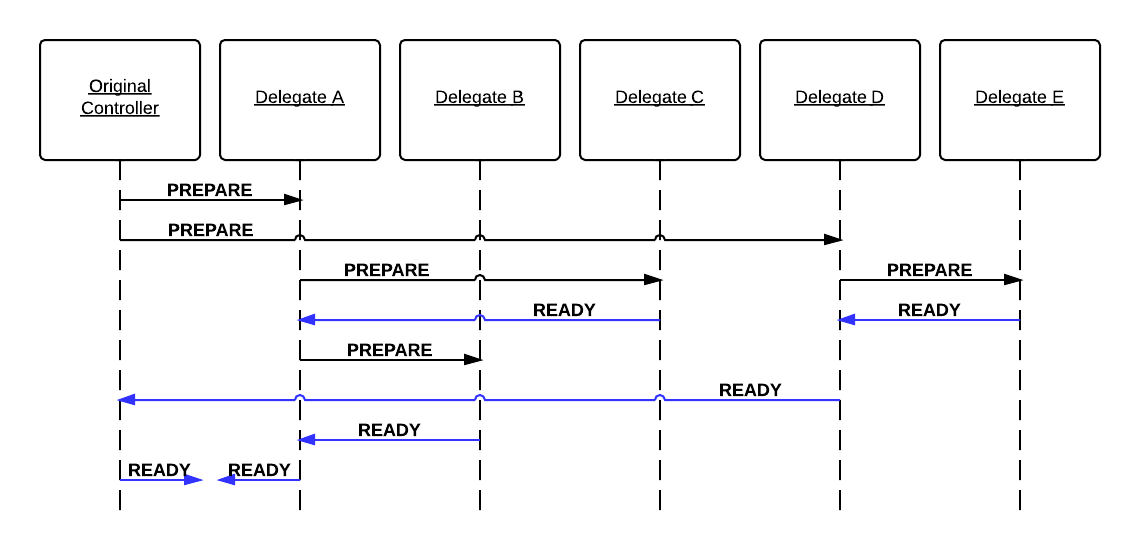 Original
Controller
Delegate A
Delegate B
Delegate C
Delegate D
Delegate E
PREPARE
PREPARE
PREPARE
PREPARE
READY
READY
PREPARE
READY
READY
READY
READY